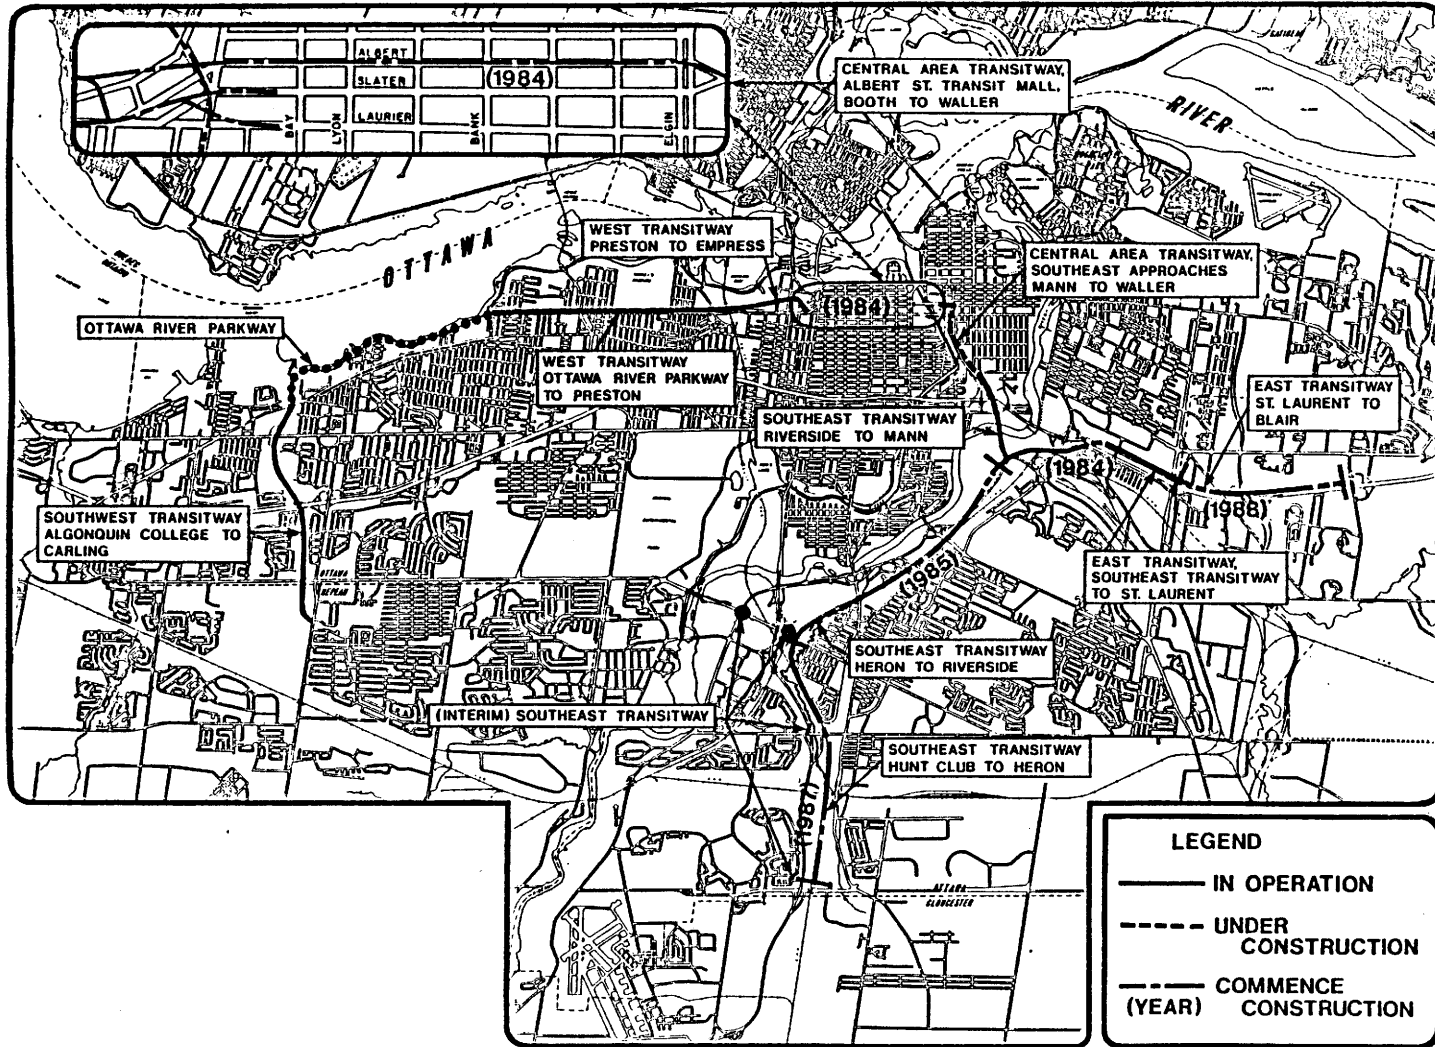 ALBERT
SLATER
(1984)
LAURIER
BAY
LYON
BANK
ELGIN
CENTRAL AREA TRANSITWAY,
ALBERT ST. TRANSIT MALL,
BOOTH TO WALLER
RIVER
OTTAWA
WEST TRANSITWAY
PRESTON TO EMPRESS
CENTRAL AREA TRANSITWAY,
SOUTHEAST APPROACHES
MANN TO WALLER
(1984)
OTTAWA RIVER PARKWAY
WEST TRANSITWAY
OTTAWA RIVER PARKWAY
TO PRESTON
EAST TRANSITWAY
ST. LAURENT TO
BLAIR
SOUTHEAST TRANSITWAY
RIVERSIDE TO MANN
(1984)
(1988)
SOUTHWEST TRANSITWAY
ALGONQUIN COLLEGE TO
CARLING
EAST TRANSITWAY,
SOUTHEAST TRANSITWAY
TO ST. LAURENT
(1985)
OTTAWA
NEPEAN
SOUTHEAST TRANSITWAY
HERON TO RIVERSIDE
(INTERIM) SOUTHEAST TRANSITWAY
SOUTHEAST TRANSITWAY
HUNT CLUB TO HERON
(1987)
OTTAWA
GLOUCESTER
LEGEND
IN OPERATION
UNDER
CONSTRUCTION
COMMENCE
(YEAR) CONSTRUCTION